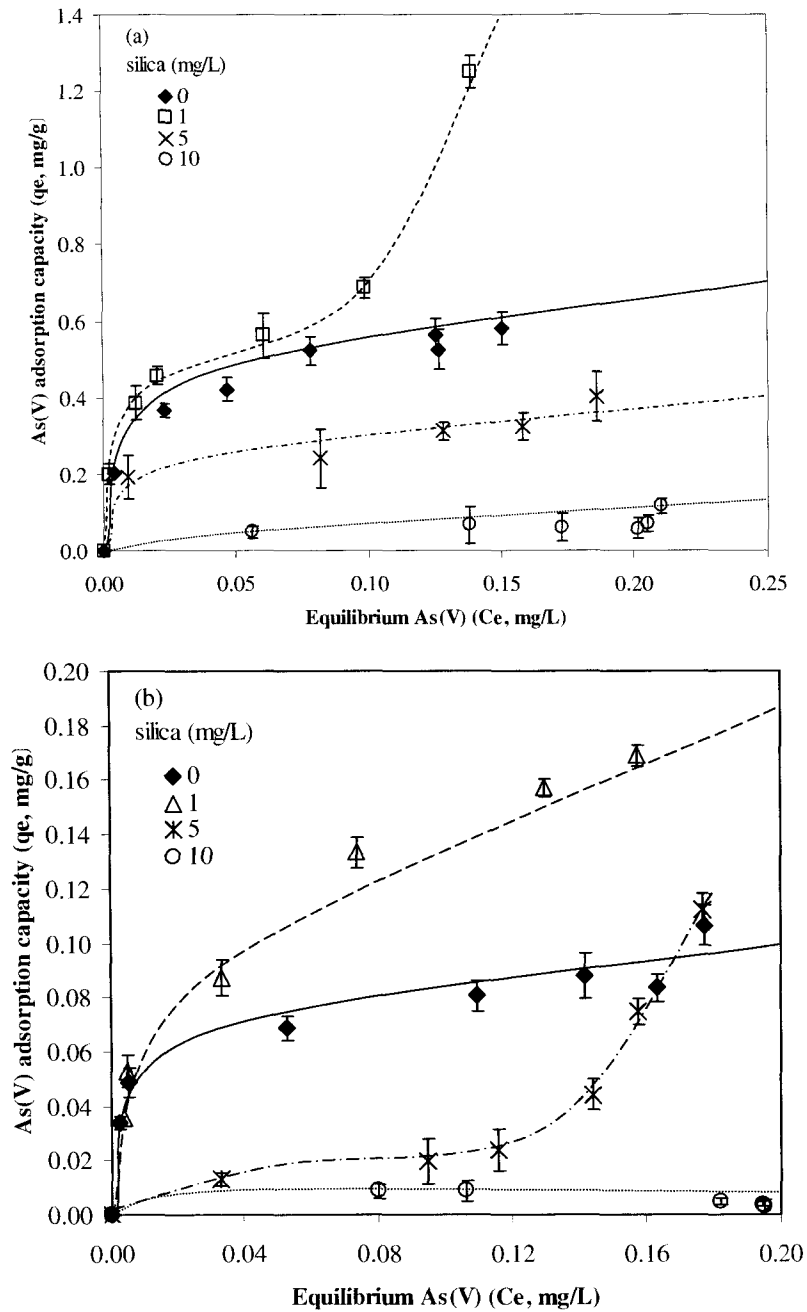 (a)
silica (mg/L)
0
1
5
10
1.4
1.2
1.0
0.8
0.6
0.4
0.2
0.0
As(V) adsorption capacity (qe, mg/g)
0.00 0.05 0.10 0.15 0.20 0.25
Equilibrium As(V) (Ce, mg/L)
(b)
silica (mg/L)
0
1
5
10
0.20
0.18
0.16
0.14
0.12
0.10
0.08
0.06
0.04
0.02
0.00
As(V) adsorption capacity (qe, mg/g)
0.00 0.04 0.08 0.12 0.16 0.20
Equilibrium As(V) (Ce, mg/L)